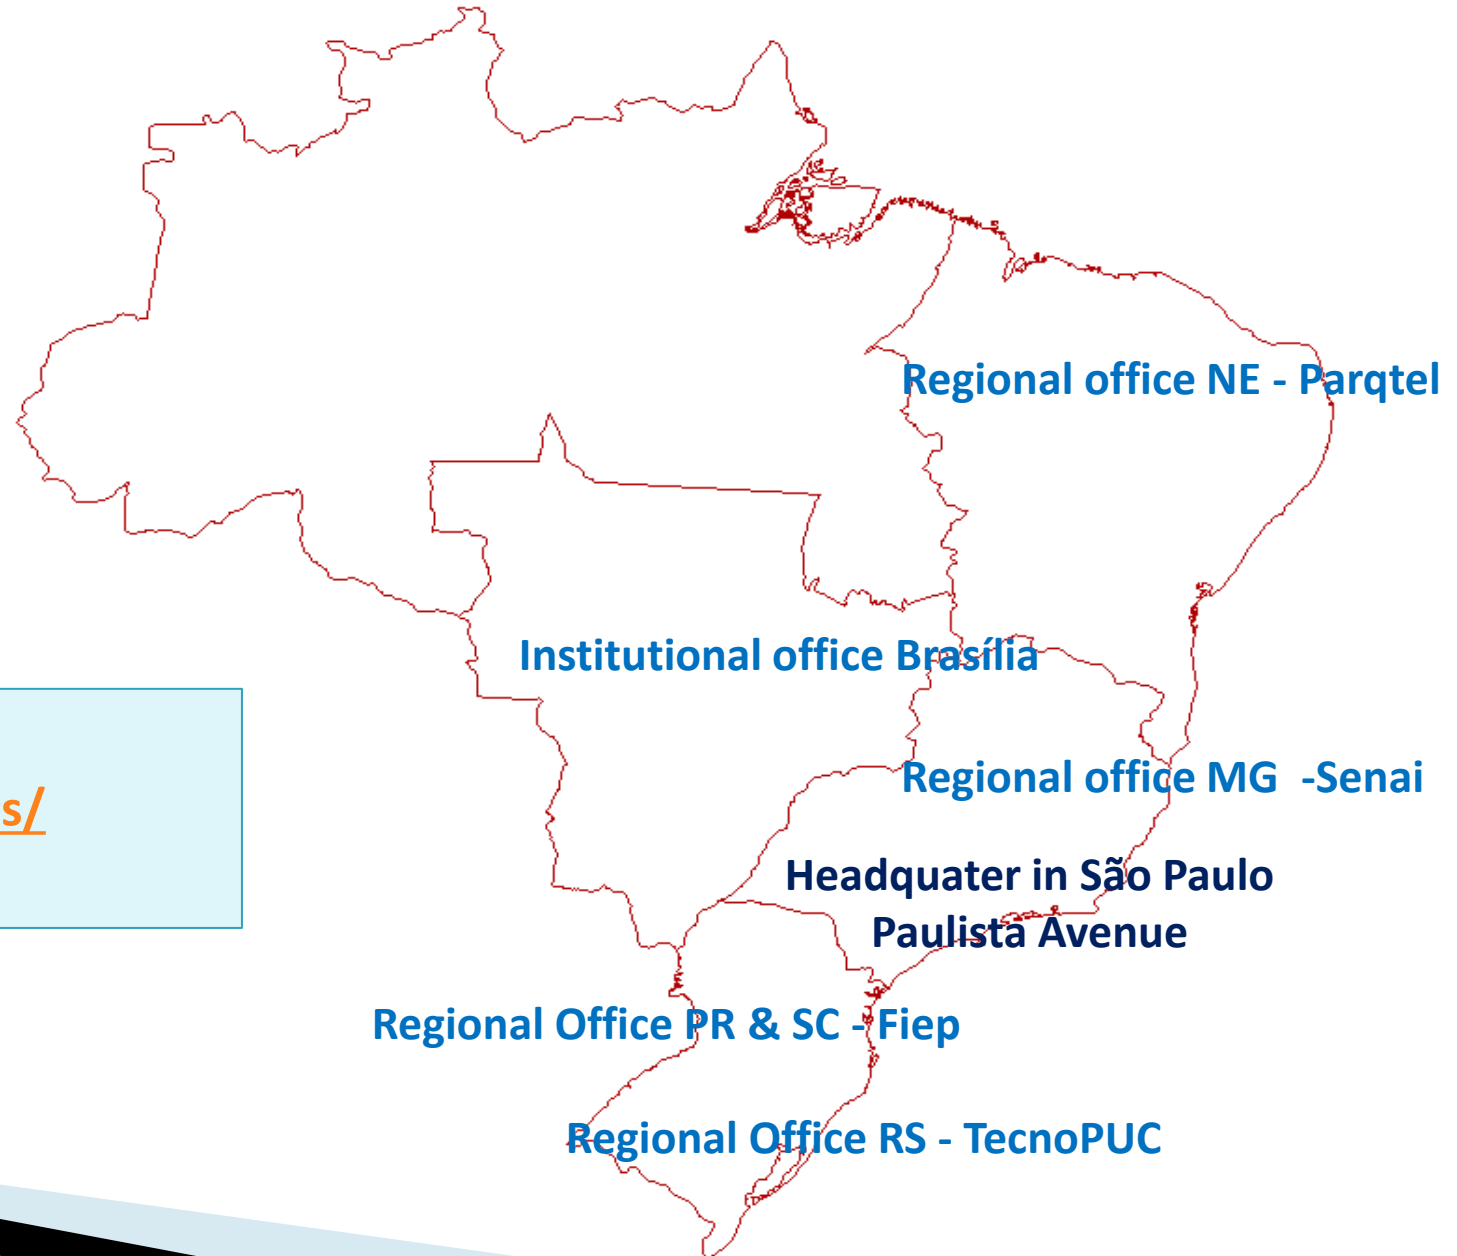 Regional office NE - Parqtel
Institutional office Brasília
Regional office MG -Senai
s/
Headquater in São Paulo
Paulista Avenue
Regional Office PR & SC - Fiep
Regional Office RS - TecnoPUC